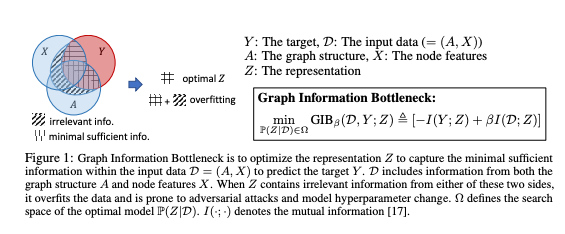 X
Y
A
optimal Z
+ overfitting
irrelevant info.
minimal sufficient info.
Y: The target, 𝒟: The input data (= (A, X))
A: The graph structure, X: The node features
Z: The representation
Graph Information Bottleneck:
min GIBβ(𝒟, Y; Z) ≜ [−I(Y; Z) + βI(𝒟; Z)]
ℙ(Z|𝒟)∈Ω
Figure 1: Graph Information Bottleneck is to optimize the representation Z to capture the minimal sufficient
information within the input data 𝒟 = (A, X) to predict the target Y. 𝒟 includes information from both the
graph structure A and node features X. When Z contains irrelevant information from either of these two sides,
it overfits the data and is prone to adversarial attacks and model hyperparameter change. Ω defines the search
space of the optimal model ℙ(Z|𝒟). I(·; ·) denotes the mutual information [17].